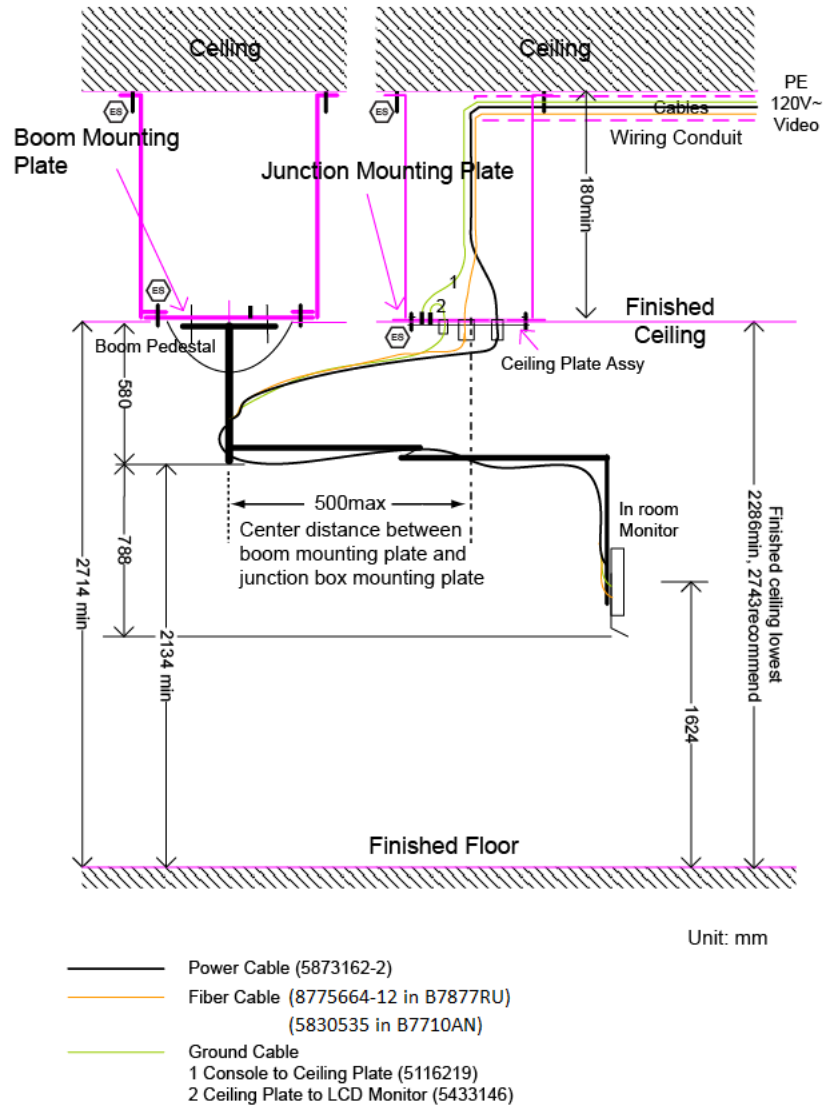 Ceiling
Ceiling
ES
ES
PE
120V~
Video
Cables
Wiring Conduit
Boom Mounting
Plate
Junction Mounting Plate
180min
1
2
ES
ES
Finished
Ceiling
Boom Pedestal
Ceiling Plate Assy
580
500max
Center distance between
boom mounting plate and
junction box mounting plate
In room
Monitor
788
2714 min
2134 min
1624
Finished ceiling lowest
2286min, 2743recommend
Finished Floor
Unit: mm
Power Cable (5873162-2)
Fiber Cable (8775664-12 in B7877RU)
(5830535 in B7710AN)
Ground Cable
1 Console to Ceiling Plate (5116219)
2 Ceiling Plate to LCD Monitor (5433146)